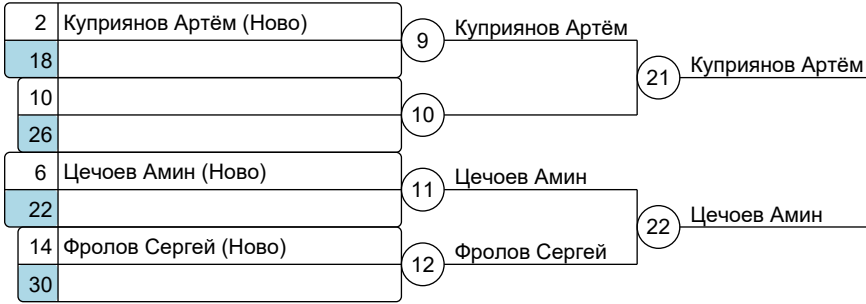 2 Куприянов Артём (Ново)
18
9 Куприянов Артём
21 Куприянов Артём
10
26
10
6 Цечоев Амин (Ново)
22
11 Цечоев Амин
22 Цечоев Амин
14 Фролов Сергей (Ново)
30
12 Фролов Сергей